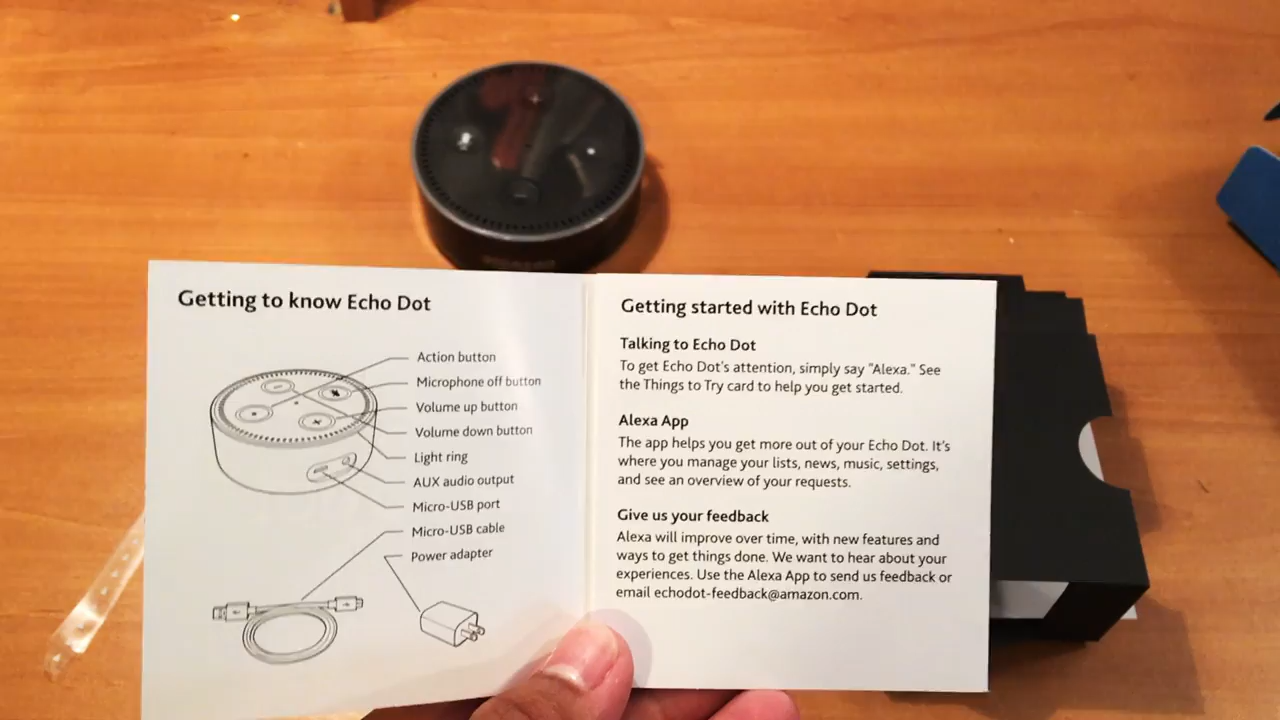 Getting to know Echo Dot
Action button
Microphone off button
Volume up button
Volume down button
Light ring
AUX audio output
Micro-USB port
Micro-USB cable
Power adapter
Getting started with Echo Dot
Talking to Echo Dot
To get Echo Dot's attention, simply say "Alexa." See
the Things to Try card to help you get started.
Alexa App
The app helps you get more out of your Echo Dot. It's
where you manage your lists, news, music, settings,
and see an overview of your requests.
Give us your feedback
Alexa will improve over time, with new features and
ways to get things done. We want to hear about your
experiences. Use the Alexa App to send us feedback or
email echodot-feedback@amazon.com.